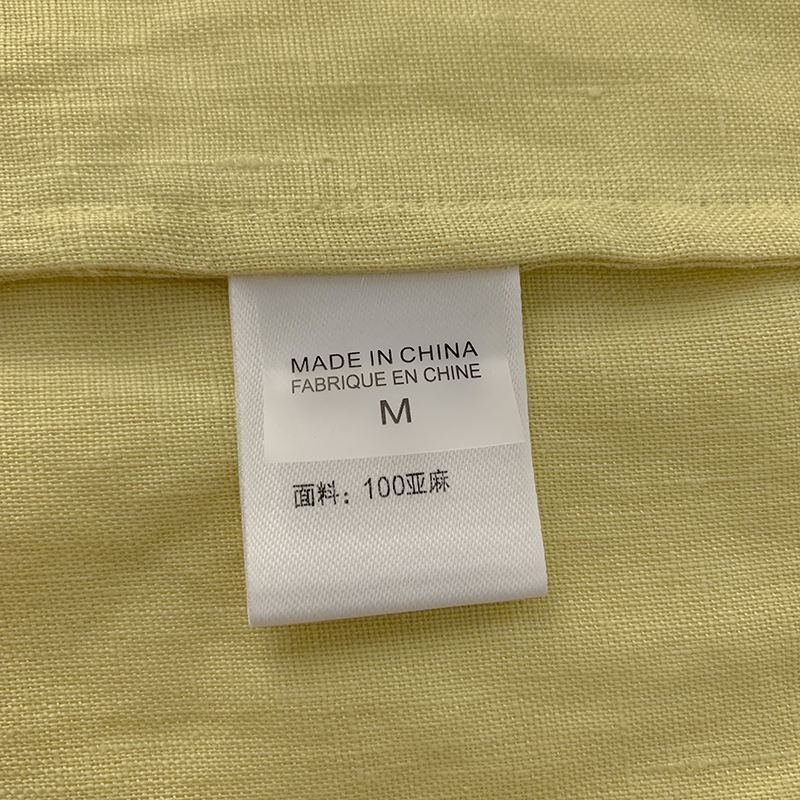 MADE IN CHINA
FABRIQUE EN CHINE
M
面料：100亚麻